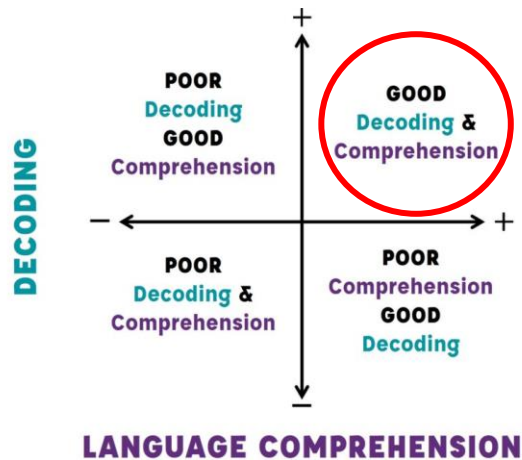 +
POOR
Decoding
GOOD
Comprehension
GOOD
Decoding &
Comprehension
DECODING
−
+
POOR
Decoding &
Comprehension
POOR
Comprehension
GOOD
Decoding
−
LANGUAGE COMPREHENSION